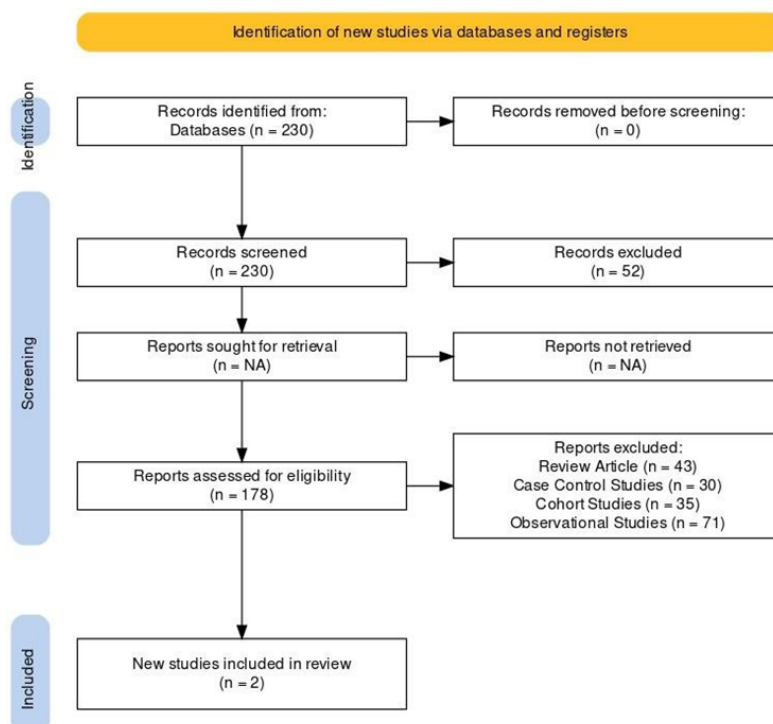 Identification of new studies via databases and registers
Identification
Records identified from:
Databases (n = 230)
Records removed before screening:
(n = 0)
Screening
Records screened
(n = 230)
Records excluded
(n = 52)
Reports sought for retrieval
(n = NA)
Reports not retrieved
(n = NA)
Reports assessed for eligibility
(n = 178)
Reports excluded:
Review Article (n = 43)
Case Control Studies (n = 30)
Cohort Studies (n = 35)
Observational Studies (n = 71)
Included
New studies included in review
(n = 2)